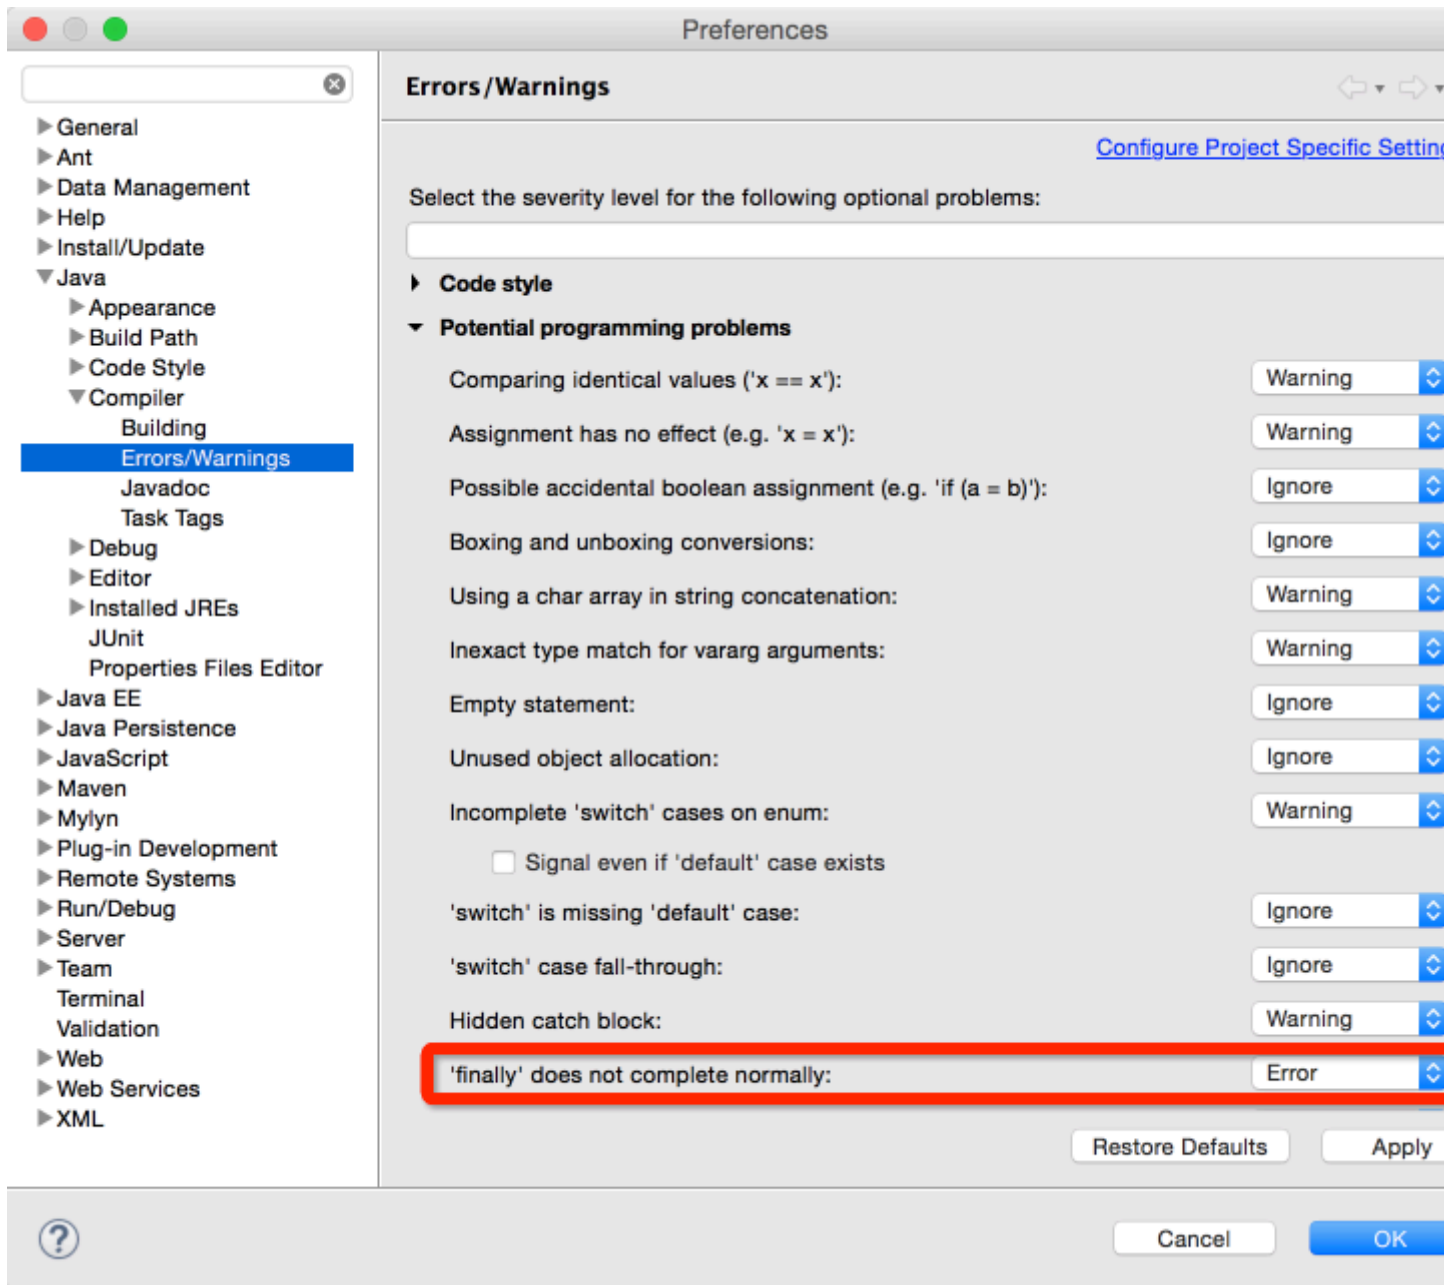 Preferences
General
Ant
Data Management
Help
Install/Update
Java
Appearance
Build Path
Code Style
Compiler
Building
Errors/Warnings
Javadoc
Task Tags
Debug
Editor
Installed JREs
JUnit
Properties Files Editor
Java EE
Java Persistence
JavaScript
Maven
Mylyn
Plug-in Development
Remote Systems
Run/Debug
Server
Team
Terminal
Validation
Web
Web Services
XML
Errors/Warnings
Configure Project Specific Setting
Select the severity level for the following optional problems:
Code style
Potential programming problems
Comparing identical values ('x == x'): Warning
Assignment has no effect (e.g. 'x = x'): Warning
Possible accidental boolean assignment (e.g. 'if (a = b)'): Ignore
Boxing and unboxing conversions: Ignore
Using a char array in string concatenation: Warning
Inexact type match for vararg arguments: Warning
Empty statement: Ignore
Unused object allocation: Ignore
Incomplete 'switch' cases on enum: Warning
Signal even if 'default' case exists
'switch' is missing 'default' case: Ignore
'switch' case fall-through: Ignore
Hidden catch block: Warning
'finally' does not complete normally: Error
Restore Defaults Apply
? Cancel OK